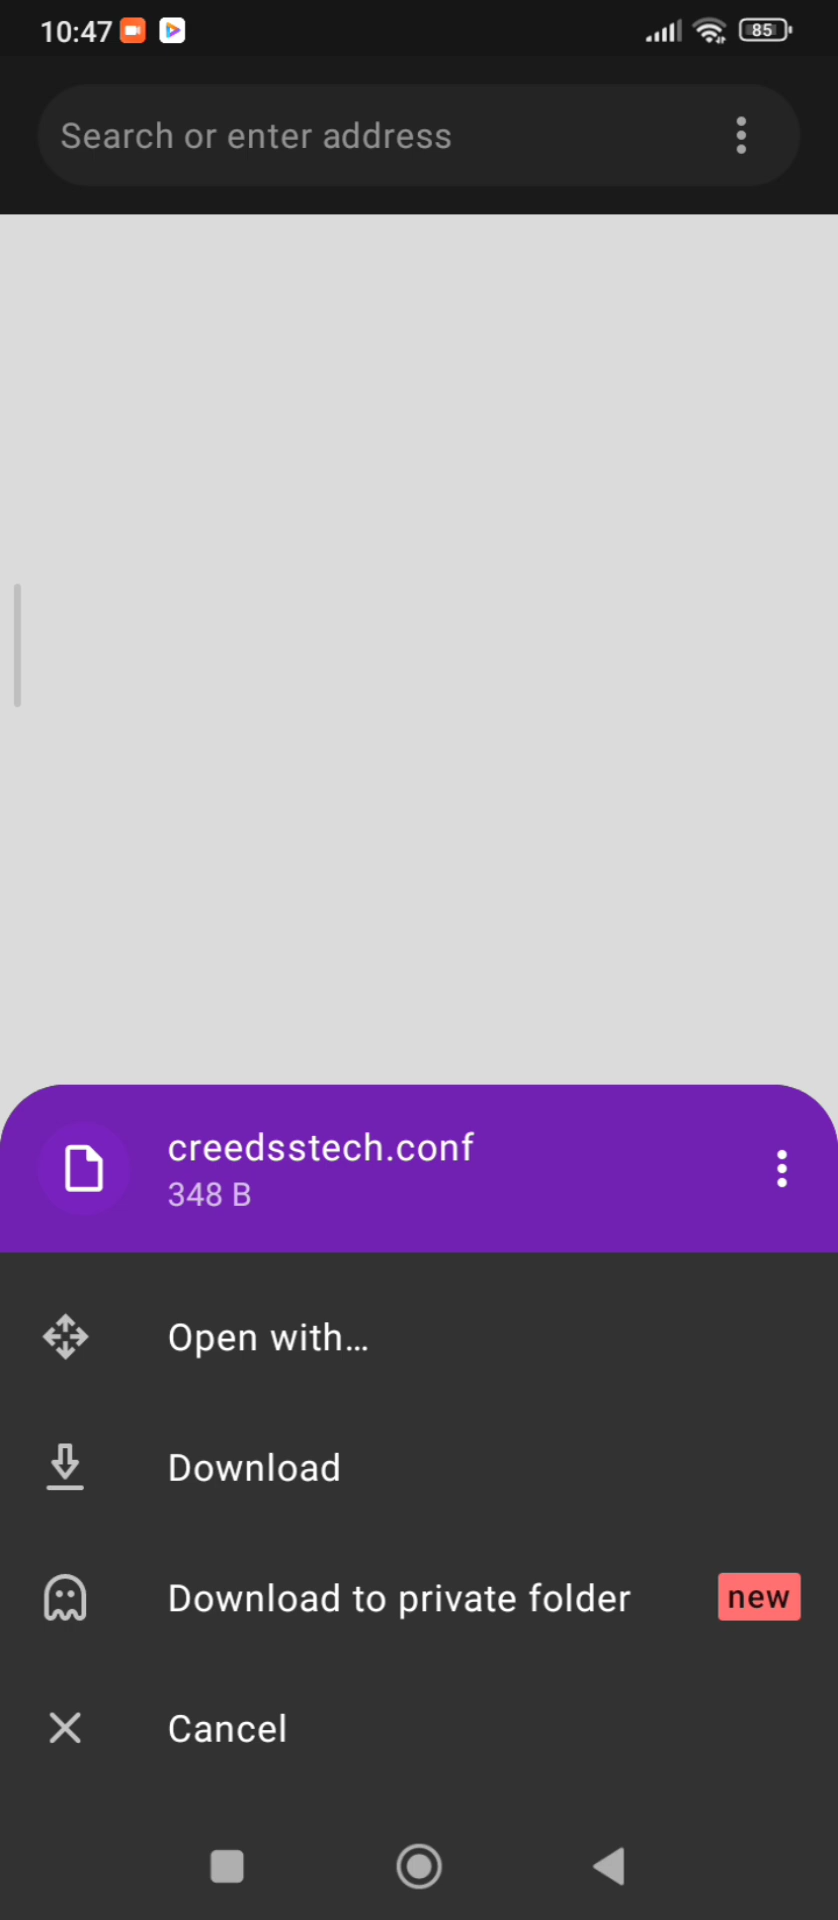 10:47
85
Search or enter address
creedsstech.conf
348 B
Open with…
Download
Download to private folder
new
Cancel